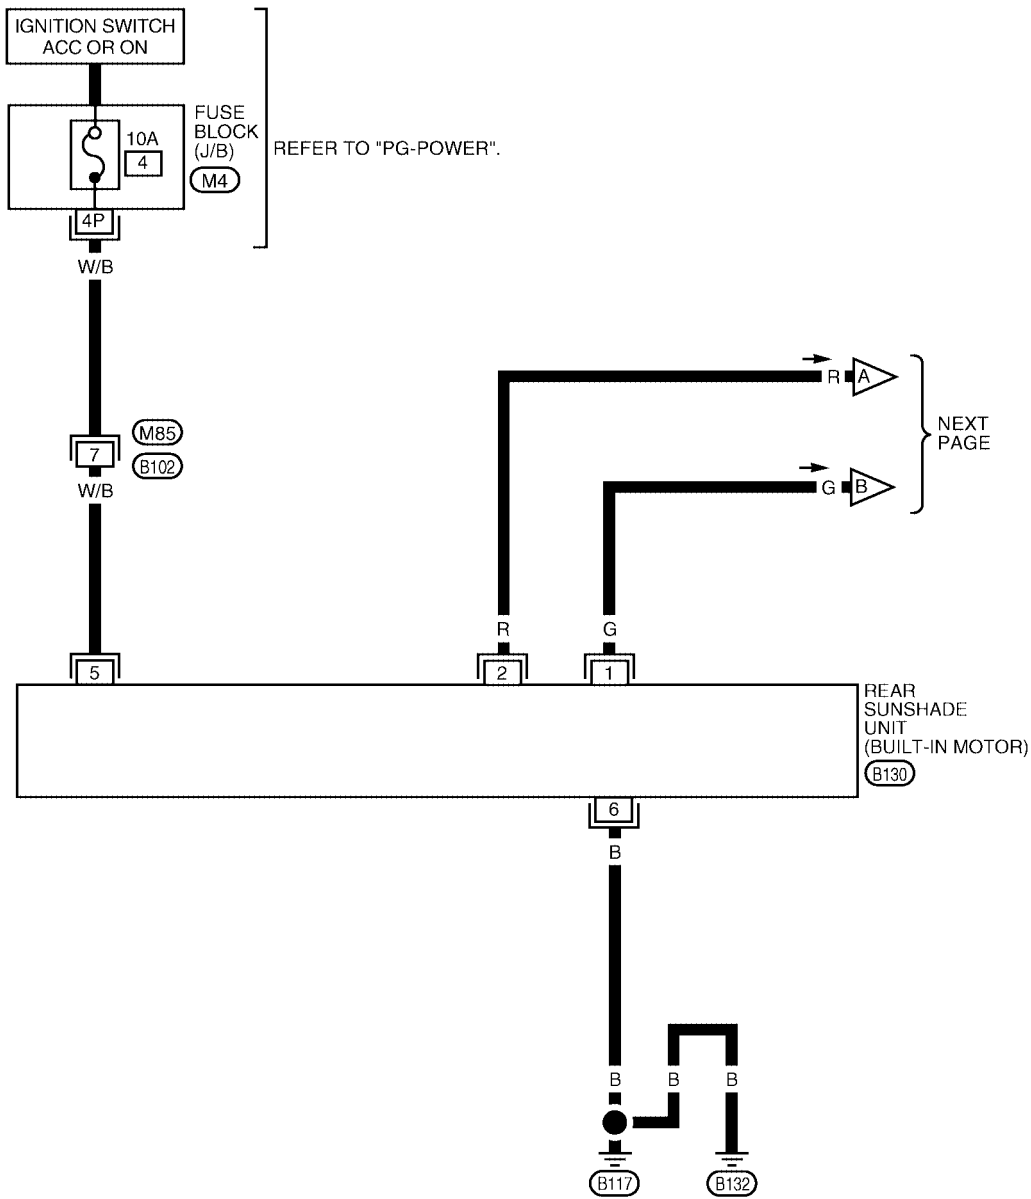 IGNITION SWITCH
ACC OR ON
FUSE
BLOCK
(J/B)
M4
10A
4
REFER TO "PG-POWER".
4P
W/B
7
M85
B102
W/B
R
A
G
B
NEXT
PAGE
R
G
5
2
1
REAR
SUNSHADE
UNIT
(BUILT-IN MOTOR)
B130
6
B
B
B
B
B117
B132